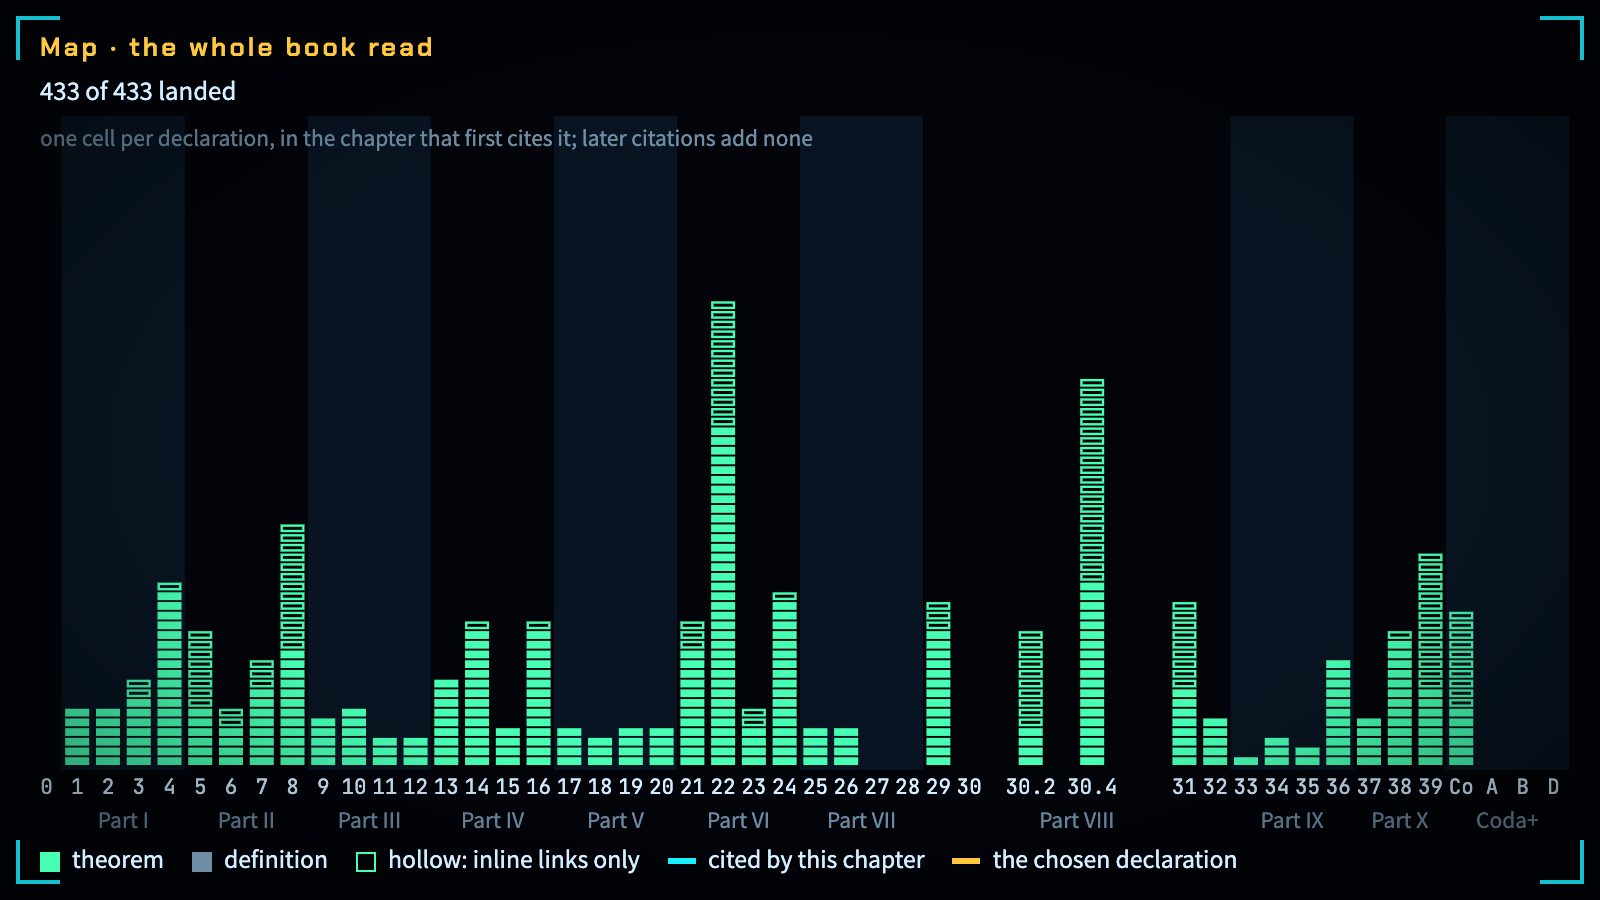 Map · the whole book read
433 of 433 landed
one cell per declaration, in the chapter that first cites it; later citations add none
0 1 2 3 4 5 6 7 8 9 10 11 12 13 14 15 16 17 18 19 20 21 22 23 24 25 26 27 28 29 30 30.2 30.4 31 32 33 34 35 36 37 38 39 Co A B D
Part I Part II Part III Part IV Part V Part VI Part VII Part VIII Part IX Part X Coda+
theorem definition hollow: inline links only cited by this chapter the chosen declaration